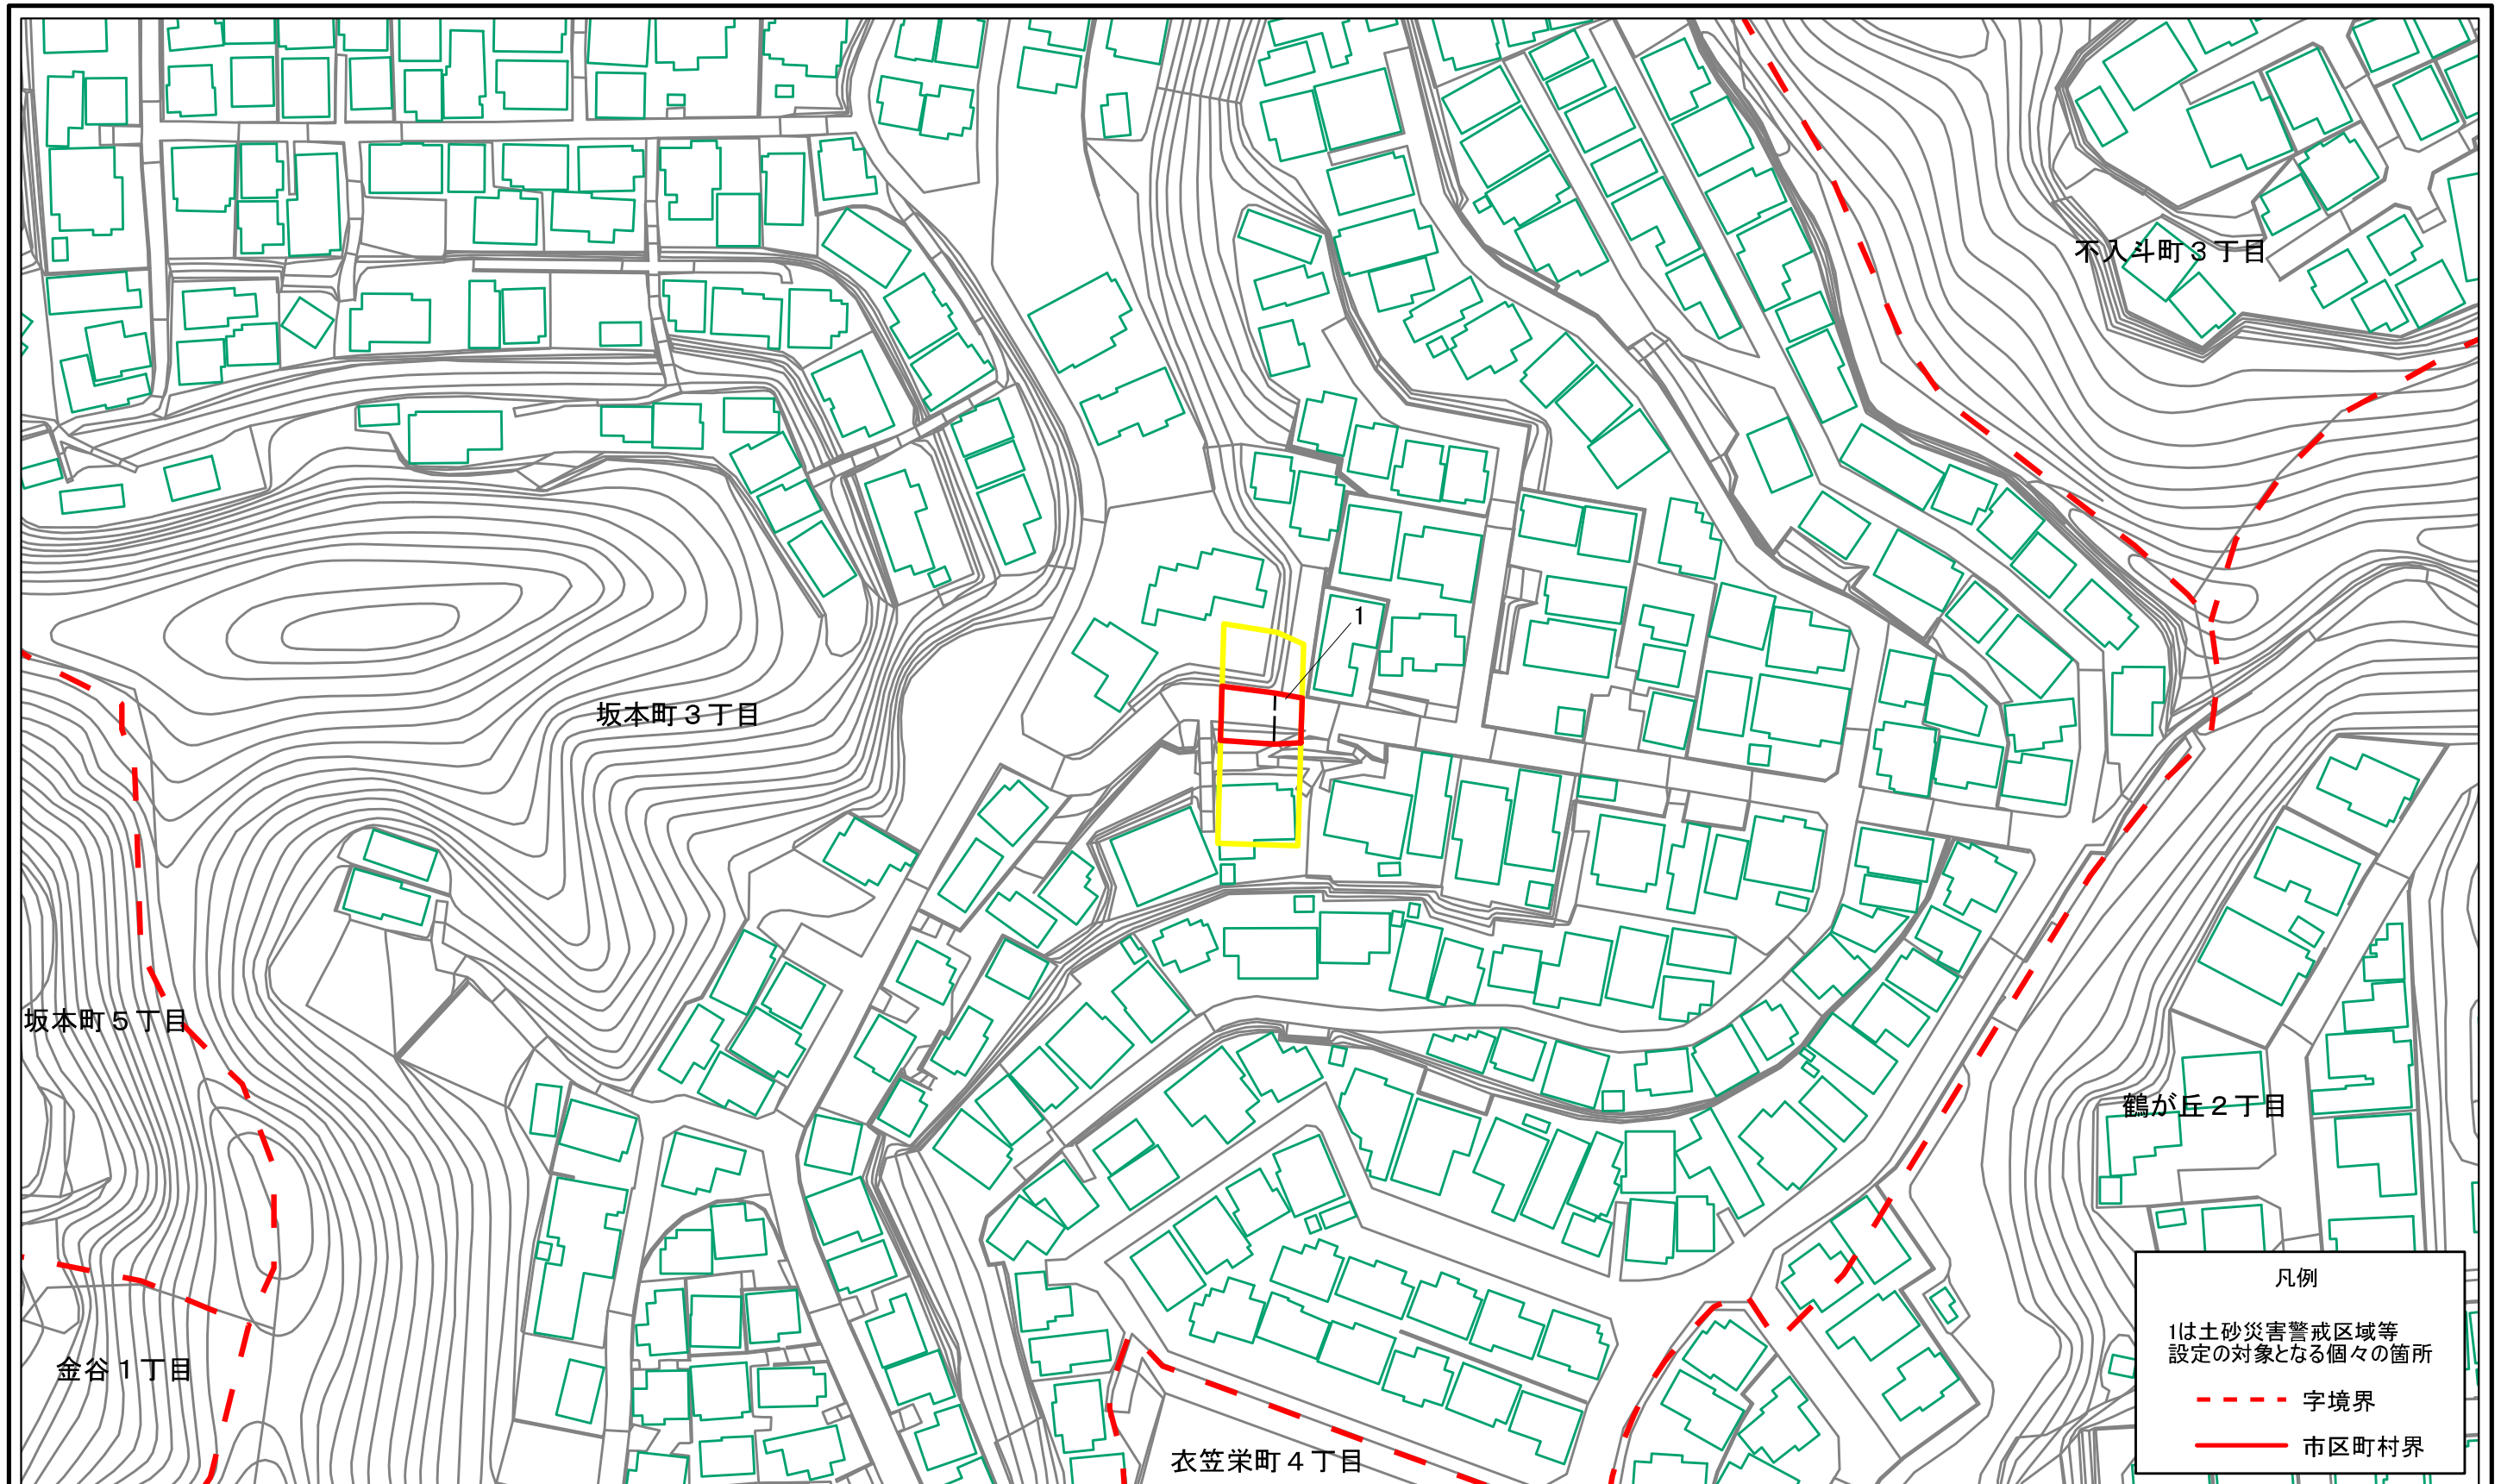 不入斗町３丁目
1
坂本町３丁目
坂本町５丁目
鶴が丘２丁目
金谷１丁目
衣笠栄町４丁目
凡例
1は土砂災害警戒区域等
設定の対象となる個々の箇所
字境界
市区町村界